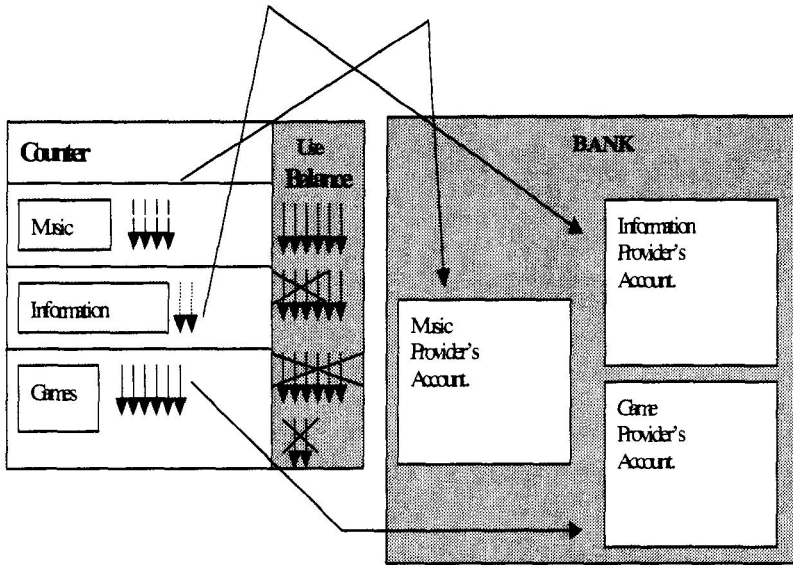 Counter
Use
Balance
BANK
Music
Information
Games
Information
Provider's
Account.
Music
Provider's
Account.
Game
Provider's
Account.